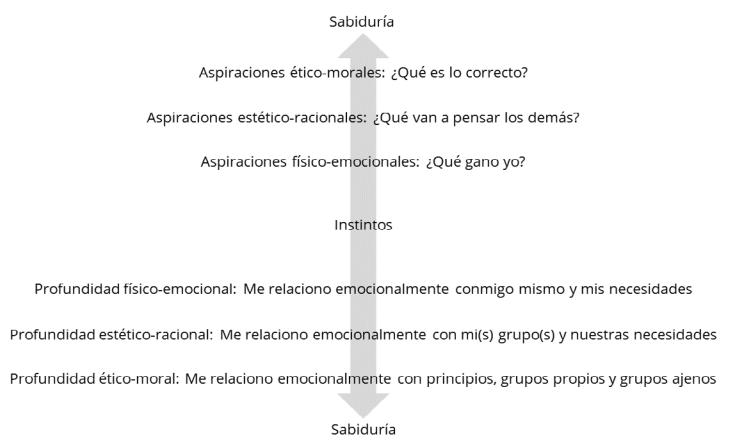 Sabiduría
Aspiraciones ético-morales: ¿Qué es lo correcto?
Aspiraciones estético-racionales: ¿Qué van a pensar los demás?
Aspiraciones físico-emocionales: ¿Qué gano yo?
Instintos
Profundidad físico-emocional: Me relaciono emocionalmente conmigo mismo y mis necesidades
Profundidad estético-racional: Me relaciono emocionalmente con mi(s) grupo(s) y nuestras necesidades
Profundidad ético-moral: Me relaciono emocionalmente con principios, grupos propios y grupos ajenos
Sabiduría